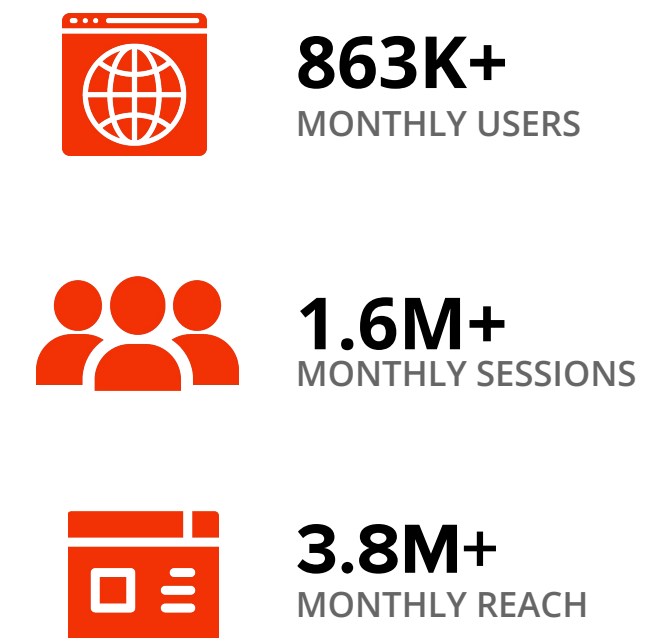 863K+
MONTHLY USERS
1.6M+
MONTHLY SESSIONS
3.8M+
MONTHLY REACH